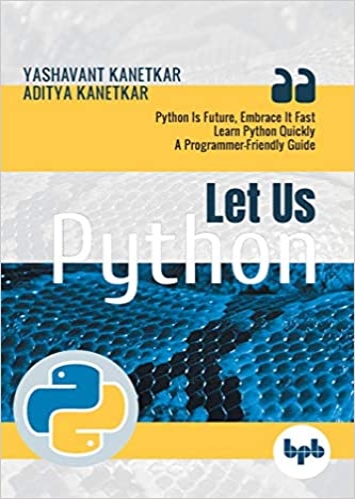 YASHAVANT KANETKAR
ADITYA KANETKAR
Python Is Future, Embrace It Fast
Learn Python Quickly
A Programmer-Friendly Guide
Let Us
Python
bpb